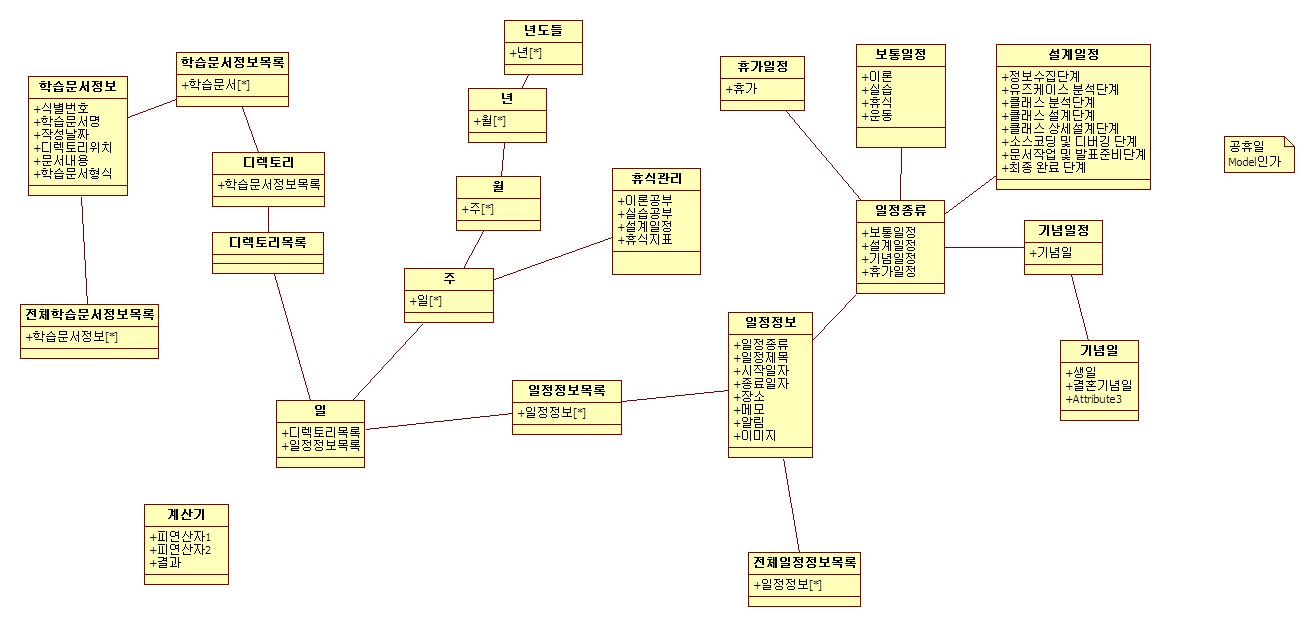 년도들
+년[*]
학습문서정보목록
+학습문서[*]
학습문서정보
+식별번호
+학습문서명
+작성날짜
+디렉토리위치
+문서내용
+학습문서형식
휴가일정
+휴가
보통일정
+이론
+실습
+휴식
+운동
설계일정
+정보수집단계
+유즈케이스 분석단계
+클래스 분석단계
+클래스 설계단계
+클래스 상세설계단계
+소스코딩 및 디버깅 단계
+문서작업 및 발표준비단계
+최종 완료 단계
년
+월[*]
공휴일
Model인가
디렉토리
+학습문서정보목록
월
+주[*]
휴식관리
+이론공부
+실습공부
+설계일정
+휴식지표
일정종류
+보통일정
+설계일정
+기념일정
+휴가일정
기념일정
+기념일
디렉토리목록
주
+일[*]
전체학습문서정보목록
+학습문서정보[*]
일정정보
+일정종류
+일정제목
+시작일자
+종료일자
+장소
+메모
+알림
+이미지
기념일
+생일
+결혼기념일
+Attribute3
일정정보목록
+일정정보[*]
일
+디렉토리목록
+일정정보목록
계산기
+피연산자1
+피연산자2
+결과
전체일정정보목록
+일정정보[*]